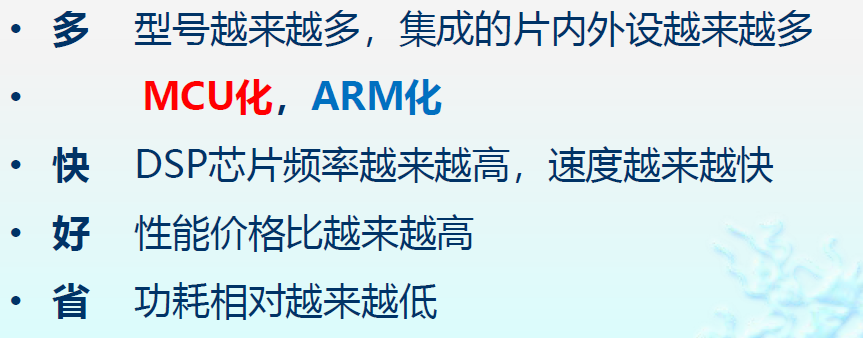 • 多 型号越来越多，集成的片内外设越来越多
• MCU化，ARM化
• 快 DSP芯片频率越来越高，速度越来越快
• 好 性能价格比越来越高
• 省 功耗相对越来越低